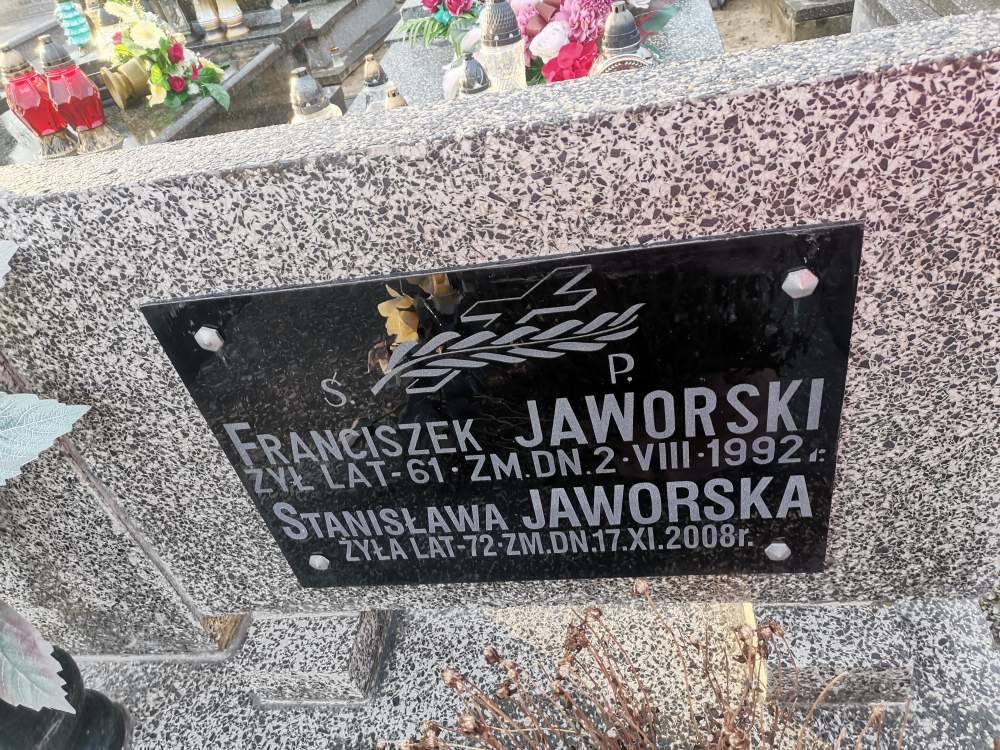 Ś. P.
FRANCISZEK JAWORSKI
ŻYŁ LAT-61·ZM.DN.2·VIII·1992 r.
STANISŁAWA JAWORSKA
ŻYŁA LAT-72·ZM.DN.17.XI.2008r.